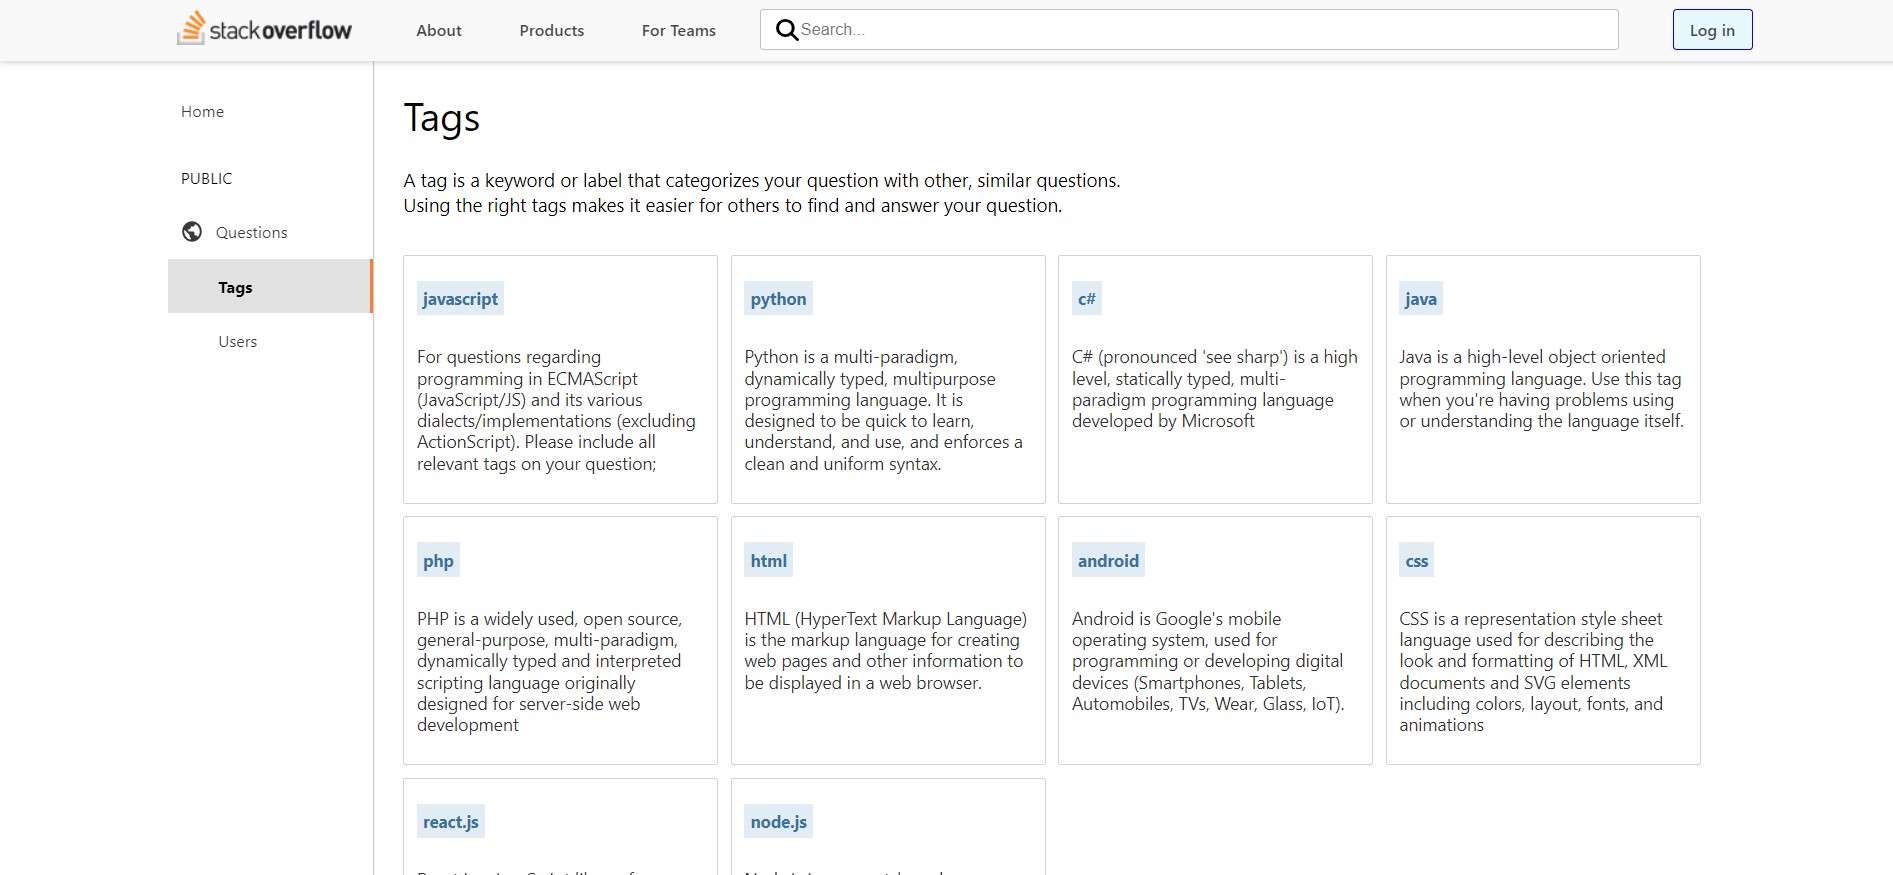 stackoverflow
About
Products
For Teams
Search...
Log in
Home
PUBLIC
Questions
Tags
Users
Tags
A tag is a keyword or label that categorizes your question with other, similar questions.
Using the right tags makes it easier for others to find and answer your question.
javascript
For questions regarding
programming in ECMAScript
(JavaScript/JS) and its various
dialects/implementations (excluding
ActionScript). Please include all
relevant tags on your question;
python
Python is a multi-paradigm,
dynamically typed, multipurpose
programming language. It is
designed to be quick to learn,
understand, and use, and enforces a
clean and uniform syntax.
c#
C# (pronounced 'see sharp') is a high
level, statically typed, multi-
paradigm programming language
developed by Microsoft
java
Java is a high-level object oriented
programming language. Use this tag
when you're having problems using
or understanding the language itself.
php
PHP is a widely used, open source,
general-purpose, multi-paradigm,
dynamically typed and interpreted
scripting language originally
designed for server-side web
development
html
HTML (HyperText Markup Language)
is the markup language for creating
web pages and other information to
be displayed in a web browser.
android
Android is Google's mobile
operating system, used for
programming or developing digital
devices (Smartphones, Tablets,
Automobiles, TVs, Wear, Glass, IoT).
css
CSS is a representation style sheet
language used for describing the
look and formatting of HTML, XML
documents and SVG elements
including colors, layout, fonts, and
animations
react.js
node.js